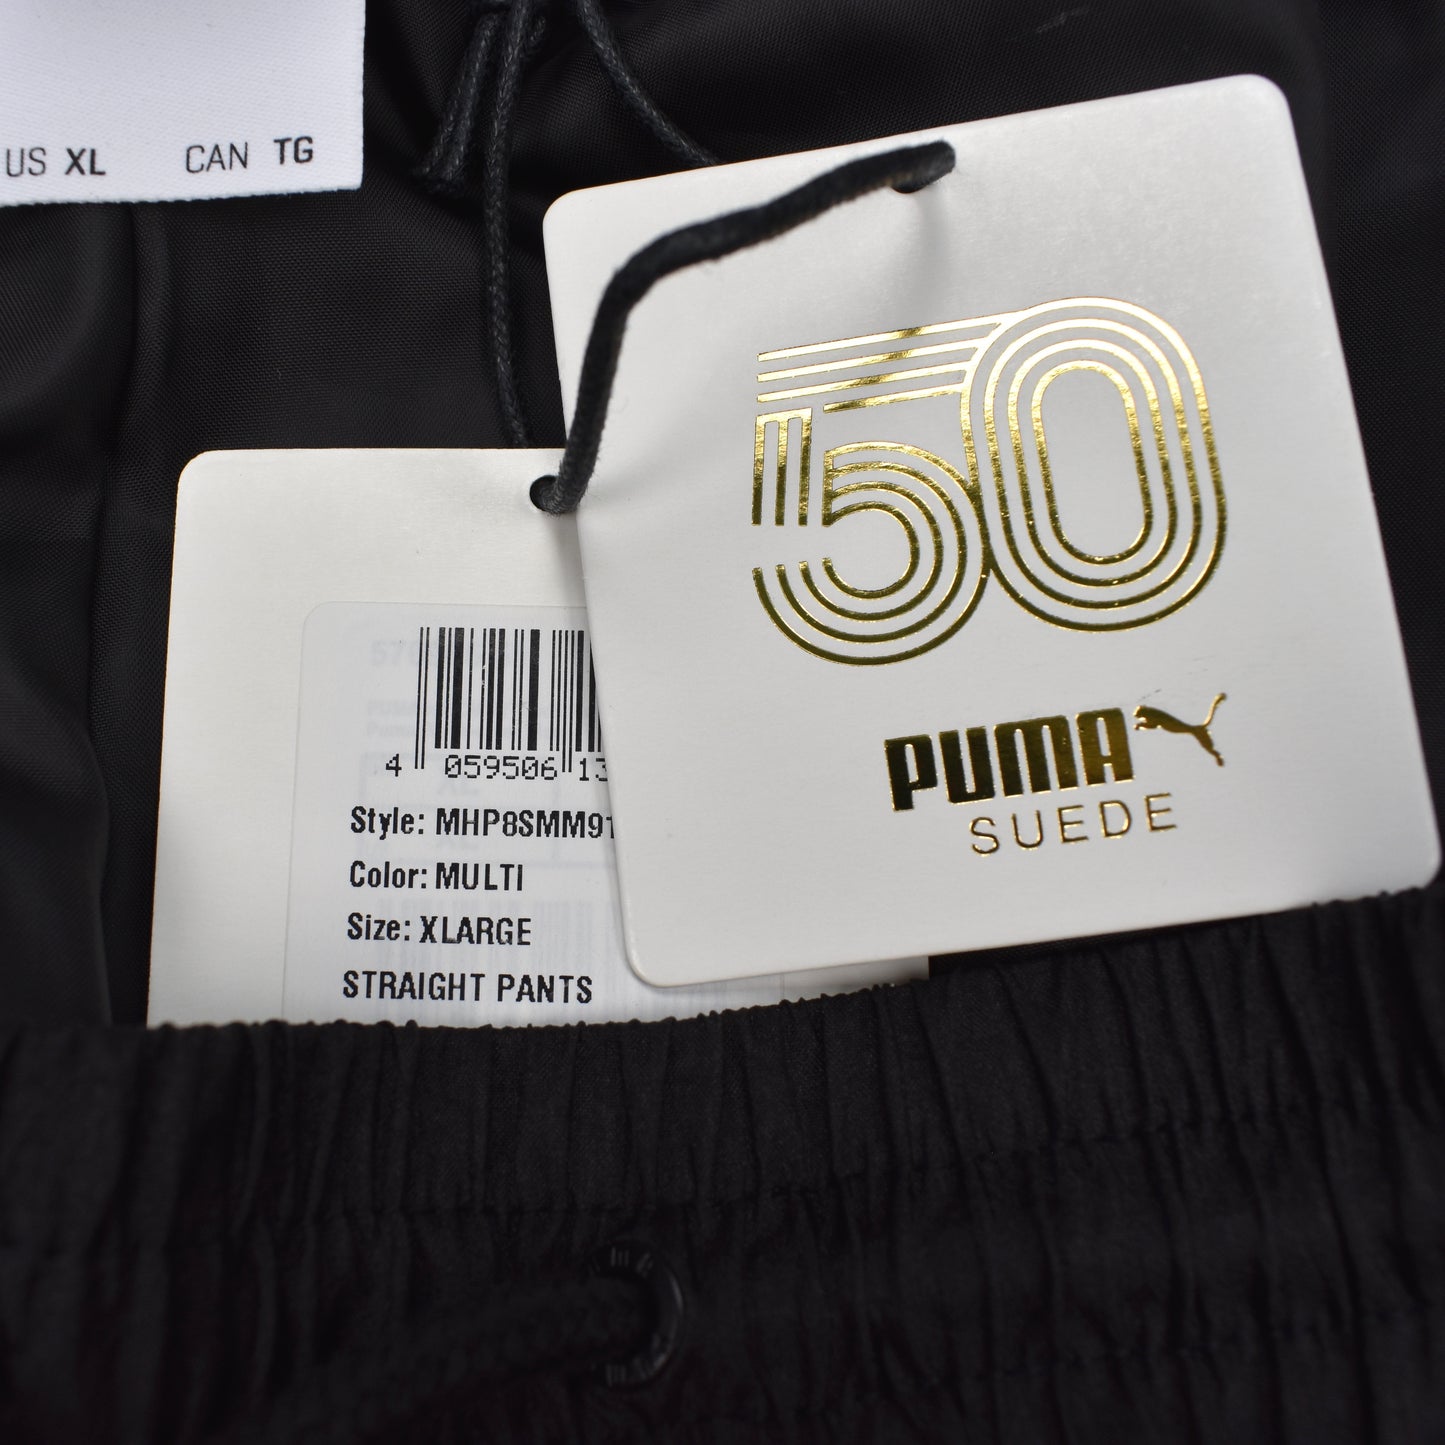 US XL CAN TG
50
PUMA
SUEDE
4 059506 13
Style: MHP8SMM91
Color: MULTI
Size: XLARGE
STRAIGHT PANTS